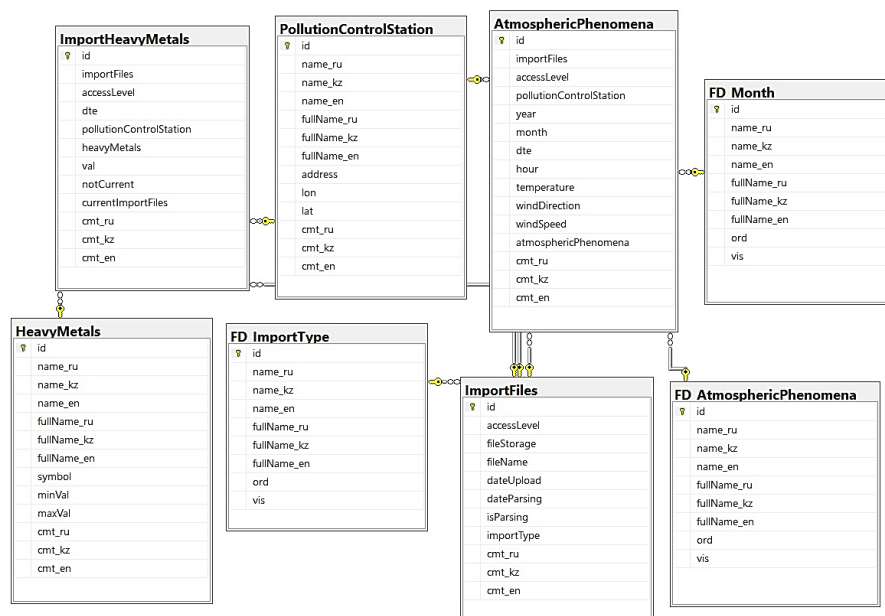 ImportHeavyMetals
id
importFiles
accessLevel
dte
pollutionControlStation
heavyMetals
val
notCurrent
currentImportFiles
cmt_ru
cmt_kz
cmt_en
PollutionControlStation
id
name_ru
name_kz
name_en
fullName_ru
fullName_kz
fullName_en
address
lon
lat
cmt_ru
cmt_kz
cmt_en
AtmosphericPhenomena
id
importFiles
accessLevel
pollutionControlStation
year
month
dte
hour
temperature
windDirection
windSpeed
atmosphericPhenomena
cmt_ru
cmt_kz
cmt_en
FD_Month
id
name_ru
name_kz
name_en
fullName_ru
fullName_kz
fullName_en
ord
vis
HeavyMetals
id
name_ru
name_kz
name_en
fullName_ru
fullName_kz
fullName_en
symbol
minVal
maxVal
cmt_ru
cmt_kz
cmt_en
FD_ImportType
id
name_ru
name_kz
name_en
fullName_ru
fullName_kz
fullName_en
ord
vis
ImportFiles
id
accessLevel
fileStorage
fileName
dateUpload
dateParsing
isParsing
importType
cmt_ru
cmt_kz
cmt_en
FD_AtmosphericPhenomena
id
name_ru
name_kz
name_en
fullName_ru
fullName_kz
fullName_en
ord
vis